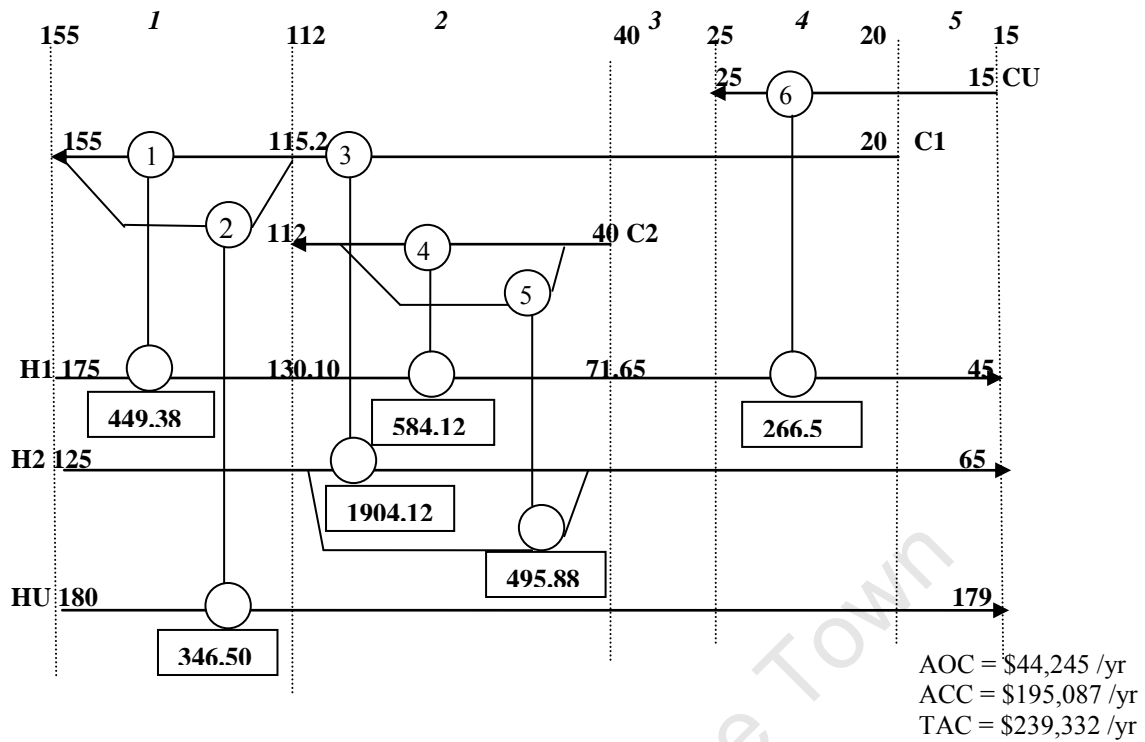 1 2 3 4 5
155 112 40 25 20 15
25 6 15 CU
155 1 115.2 3 20 C1
2
112 4 40 C2
5
H1 175 130.10 71.65 45
449.38 584.12 266.5
H2 125 65
1904.12
495.88
HU 180 179
346.50
AOC = $44,245 /yr
ACC = $195,087 /yr
TAC = $239,332 /yr
e Town